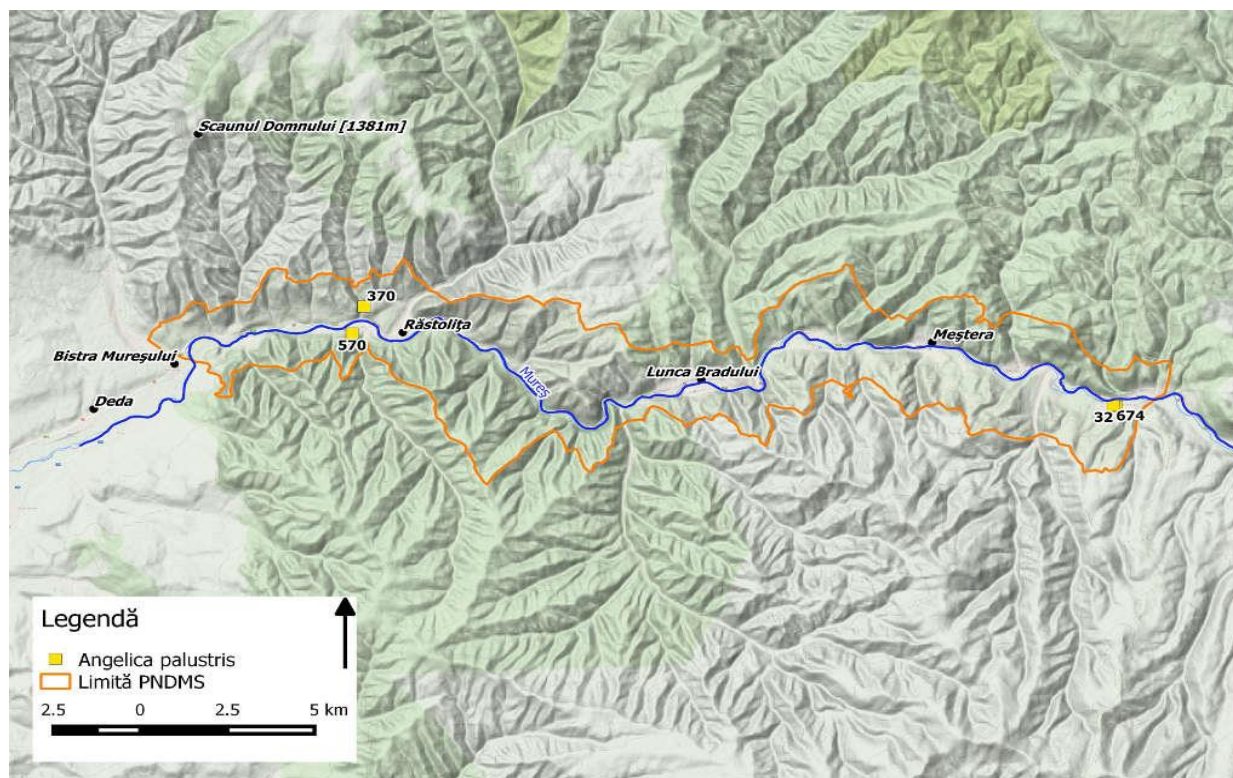 Scaunul Domnului [1381m]
370
Răstoliţa
570
Meştera
Bistra Mureşului
Mureş
Lunca Bradului
Deda
32 674
Legendă
Angelica palustris
Limită PNDMS
2.5 0 2.5 5 km